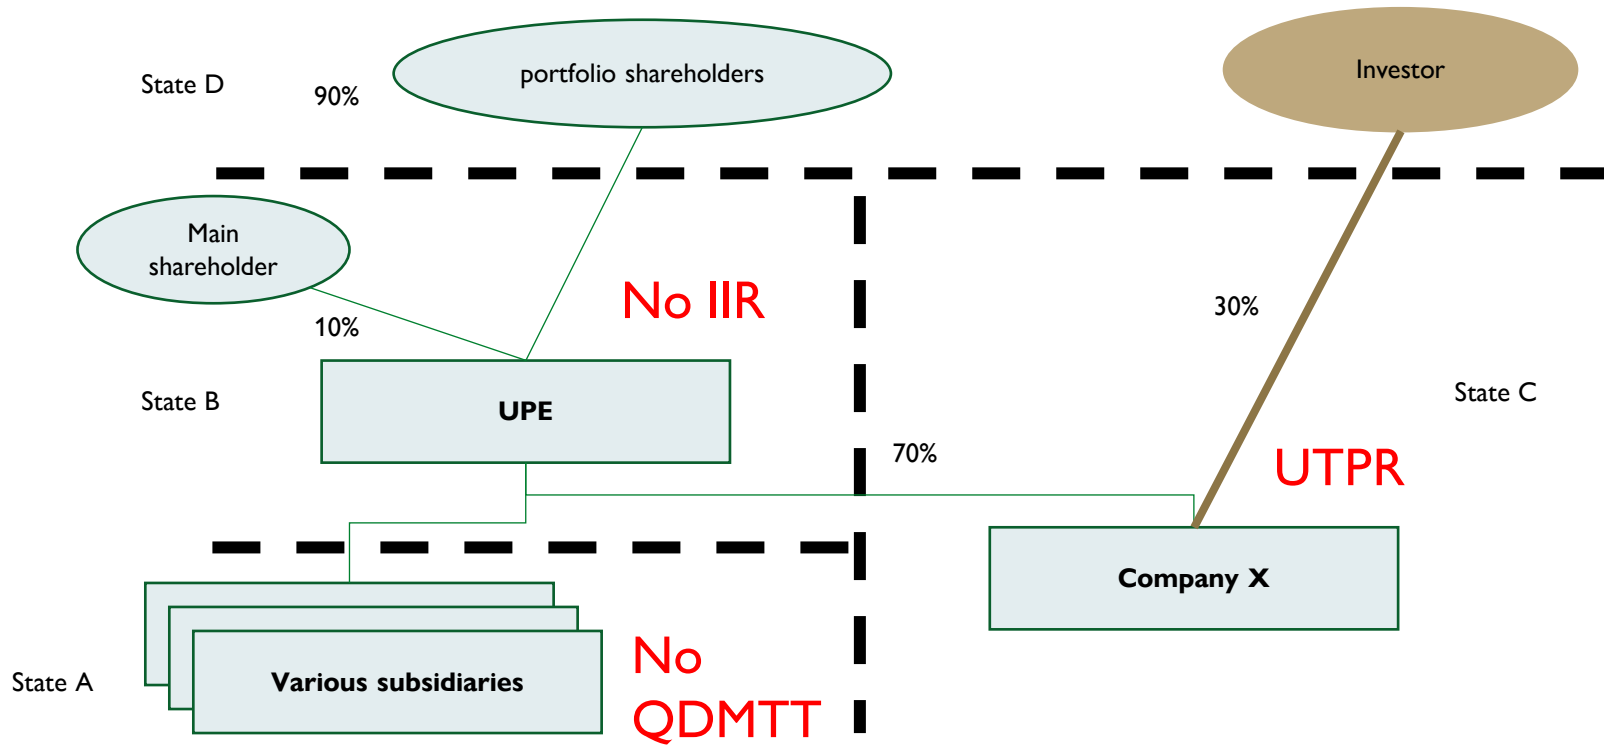 State D
90%
portfolio shareholders
Investor
Main
shareholder
10%
No IIR
30%
State B
UPE
State C
70%
UTPR
Company X
State A
Various subsidiaries
No
QDMTT